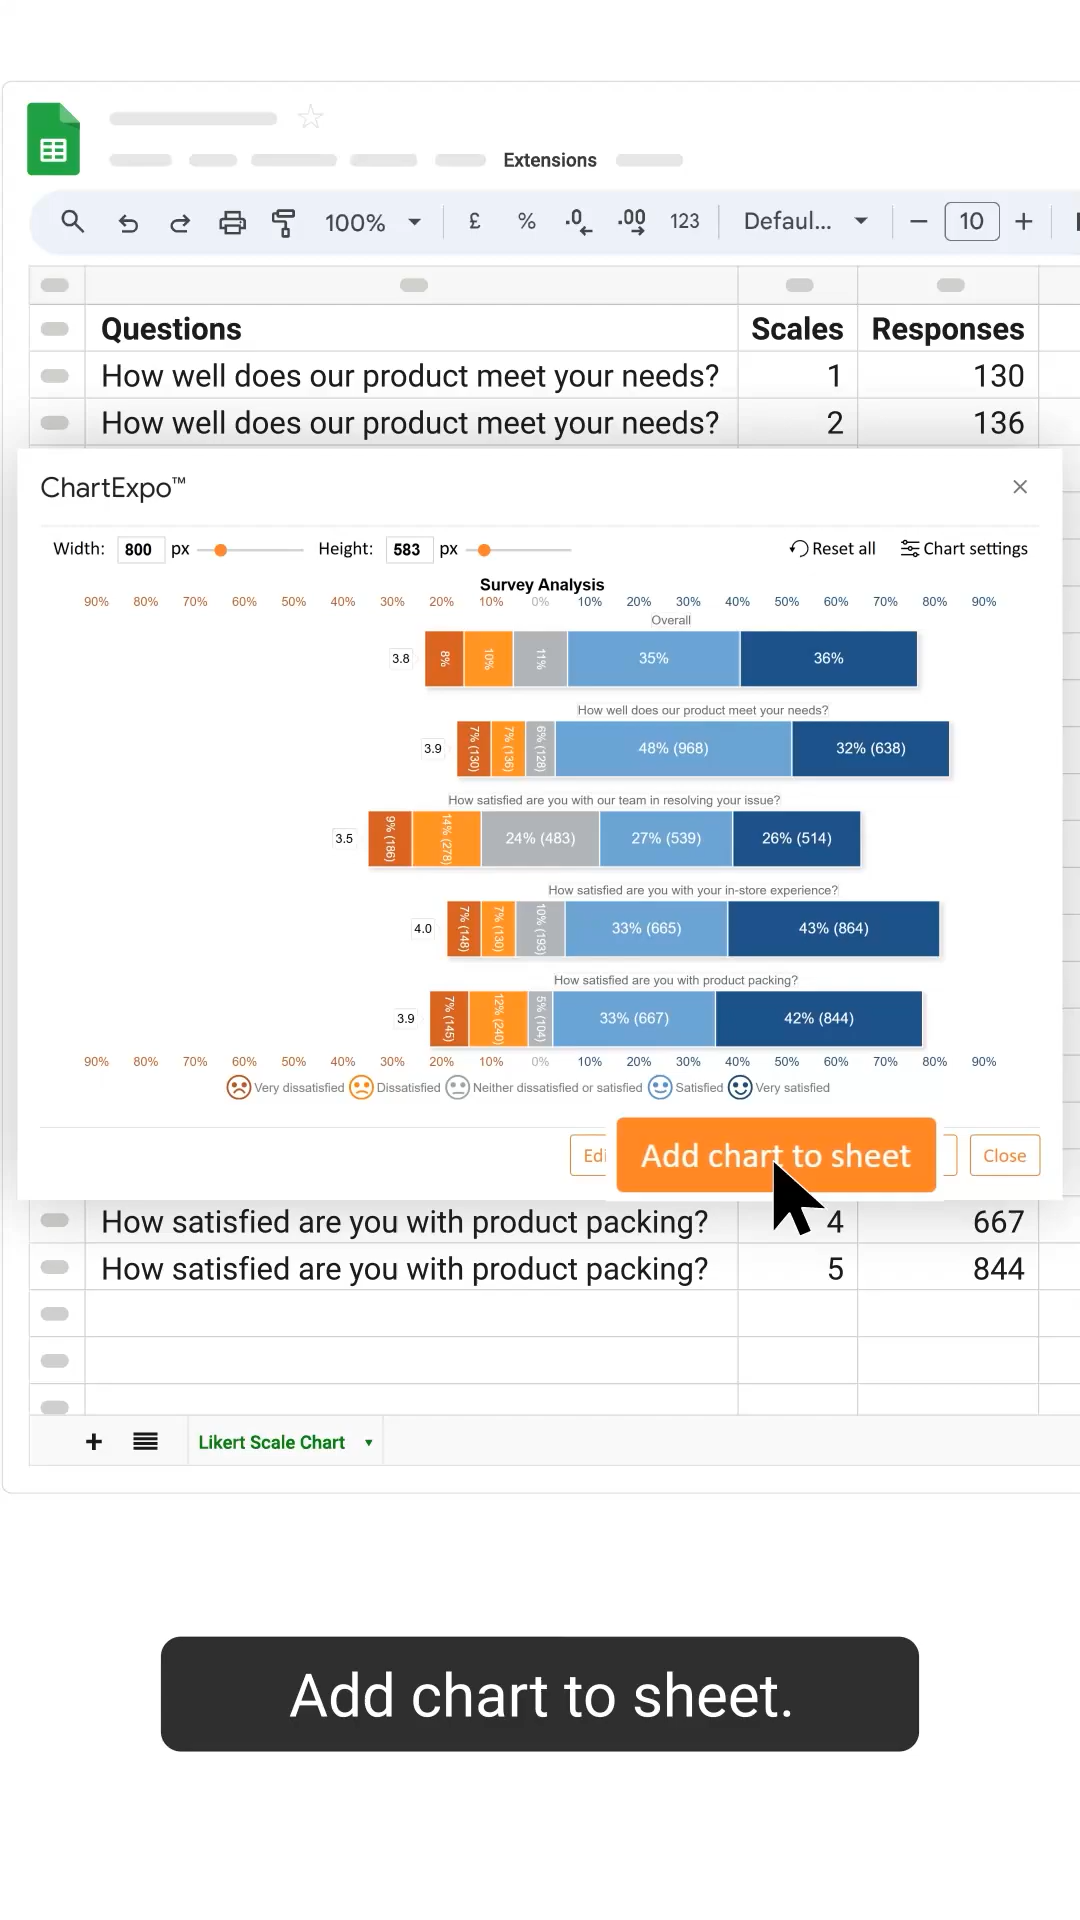 Extensions
100% £ % .0 .00 123 Defaul... − 10 +
Questions Scales Responses
How well does our product meet your needs? 1 130
How well does our product meet your needs? 2 136
ChartExpo™
Width: 800 px Height: 583 px Reset all Chart settings
Survey Analysis
90% 80% 70% 60% 50% 40% 30% 20% 10% 0% 10% 20% 30% 40% 50% 60% 70% 80% 90%
Overall
3.8 8% 10% 11% 35% 36%
How well does our product meet your needs?
3.9 7% (130) 7% (136) 6% (128) 48% (968) 32% (638)
How satisfied are you with our team in resolving your issue?
3.5 9% (186) 14% (278) 24% (483) 27% (539) 26% (514)
How satisfied are you with your in-store experience?
4.0 7% (148) 7% (130) 10% (193) 33% (665) 43% (864)
How satisfied are you with product packing?
3.9 7% (145) 12% (240) 5% (104) 33% (667) 42% (844)
90% 80% 70% 60% 50% 40% 30% 20% 10% 0% 10% 20% 30% 40% 50% 60% 70% 80% 90%
Very dissatisfied Dissatisfied Neither dissatisfied or satisfied Satisfied Very satisfied
Edi Add chart to sheet Close
How satisfied are you with product packing? 4 667
How satisfied are you with product packing? 5 844
+ Likert Scale Chart
Add chart to sheet.